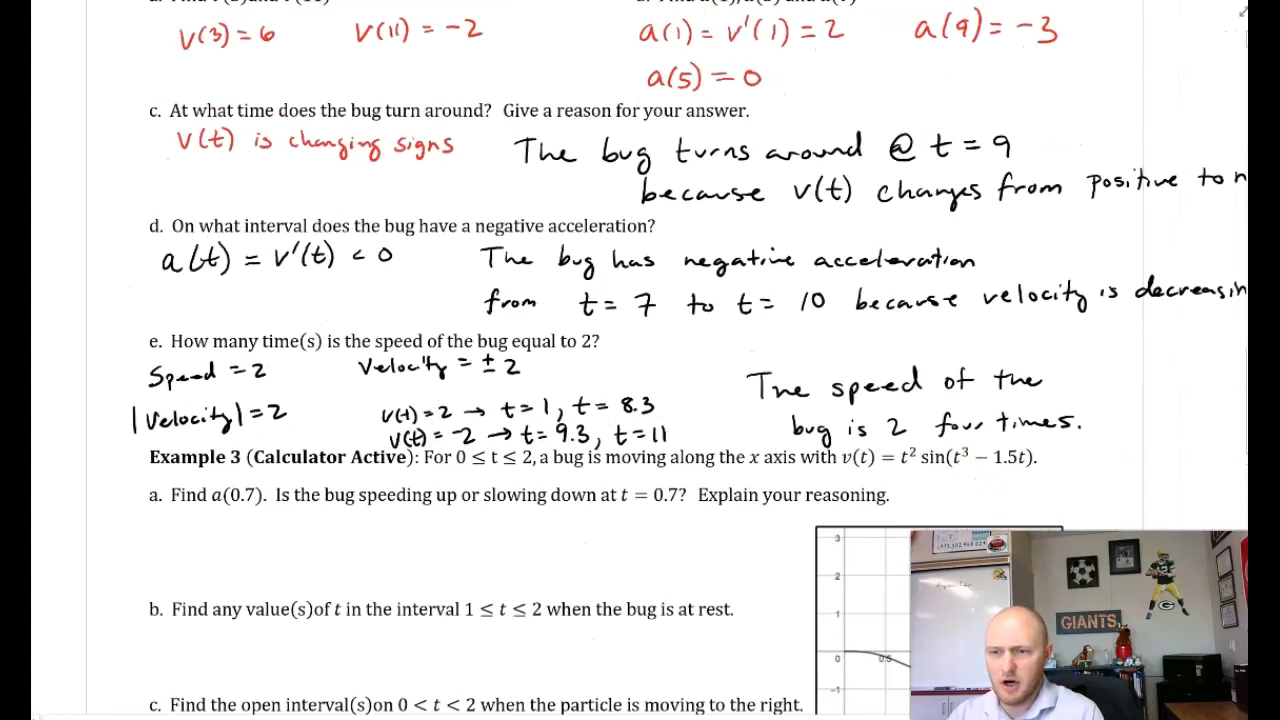 v(3) = 6
v(11) = -2
a(1) = v'(1) = 2
a(9) = -3
a(5) = 0
c. At what time does the bug turn around? Give a reason for your answer.
v(t) is changing signs
The bug turns around @ t = 9
because v(t) changes from positive to n
d. On what interval does the bug have a negative acceleration?
a(t) = v'(t) < 0
The bug has negative acceleration
from t = 7 to t = 10 because velocity is decreasin
e. How many time(s) is the speed of the bug equal to 2?
Speed = 2
Velocity = ± 2
|Velocity| = 2
v(t) = 2 → t = 1, t = 8.3
v(t) = -2 → t = 9.3, t = 11
The speed of the
bug is 2 four times.
Example 3 (Calculator Active): For 0 ≤ t ≤ 2, a bug is moving along the x axis with v(t) = t² sin(t³ − 1.5t).
a. Find a(0.7). Is the bug speeding up or slowing down at t = 0.7? Explain your reasoning.
3
2
1
0
0.5
-1
b. Find any value(s)of t in the interval 1 ≤ t ≤ 2 when the bug is at rest.
GIANTS
c. Find the open interval(s)on 0 < t < 2 when the particle is moving to the right.